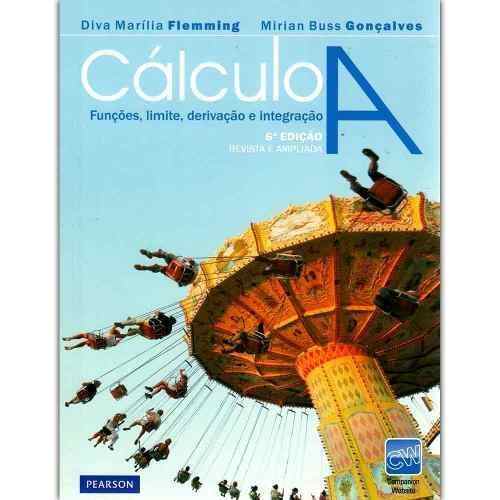 Diva Marília Flemming Mirian Buss Gonçalves
Cálculo A
Funções, limite, derivação e integração
6ª EDIÇÃO
REVISTA E AMPLIADA
PEARSON
CW
Companion
Website